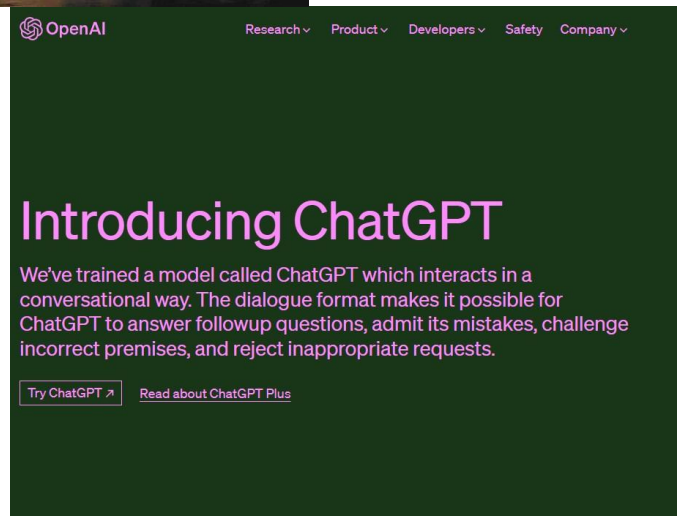 OpenAI
Research Product Developers Safety Company
Introducing ChatGPT
We've trained a model called ChatGPT which interacts in a
conversational way. The dialogue format makes it possible for
ChatGPT to answer followup questions, admit its mistakes, challenge
incorrect premises, and reject inappropriate requests.
Try ChatGPT ↗ Read about ChatGPT Plus